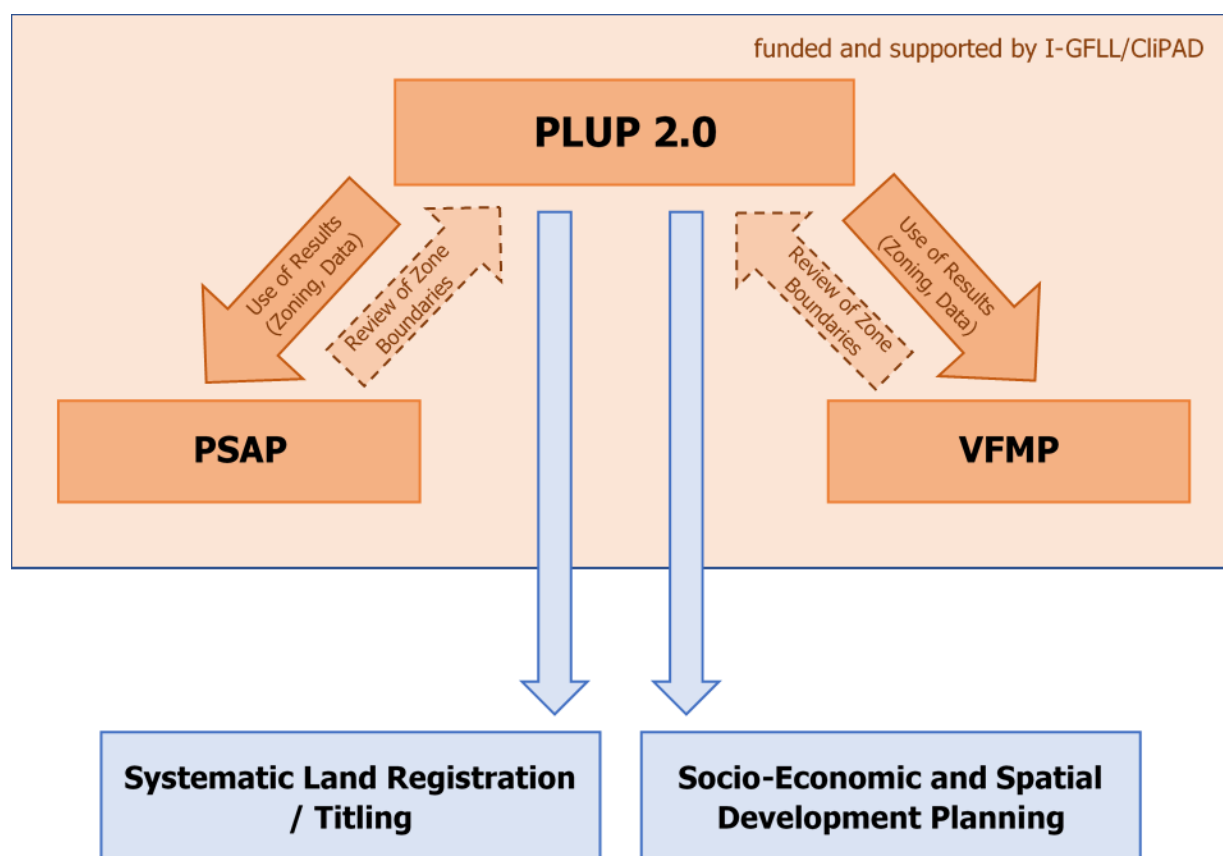 funded and supported by I-GFLL/CliPAD
PLUP 2.0
Use of Results
(Zoning, Data)
Review of Zone
Boundaries
Review of Zone
Boundaries
Use of Results
(Zoning, Data)
PSAP
VFMP
Systematic Land Registration
/ Titling
Socio-Economic and Spatial
Development Planning